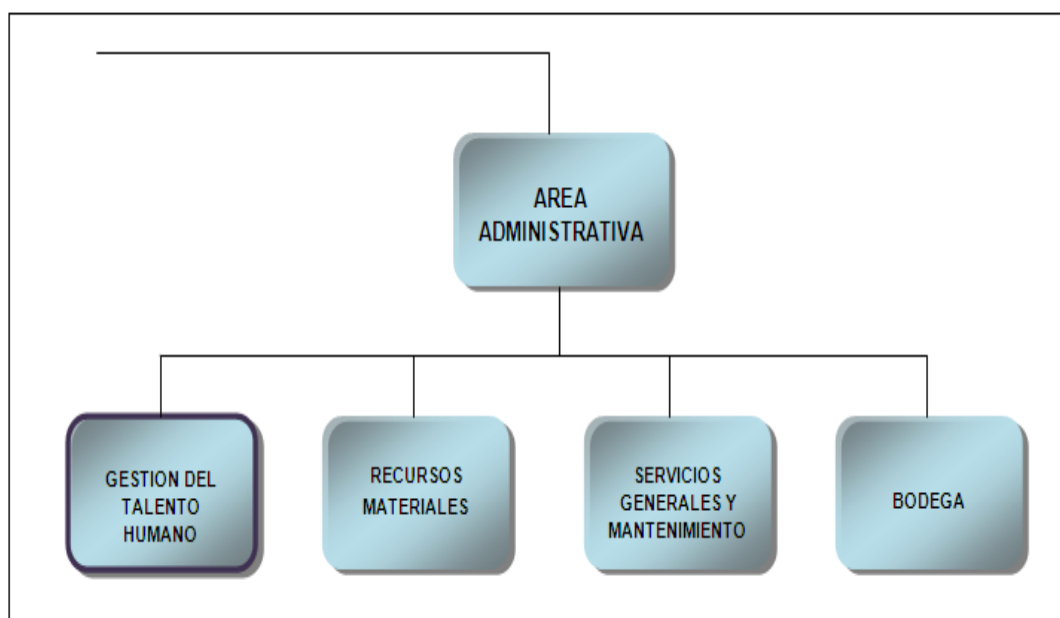 AREA
ADMINISTRATIVA
GESTION DEL
TALENTO
HUMANO
RECURSOS
MATERIALES
SERVICIOS
GENERALES Y
MANTENIMIENTO
BODEGA